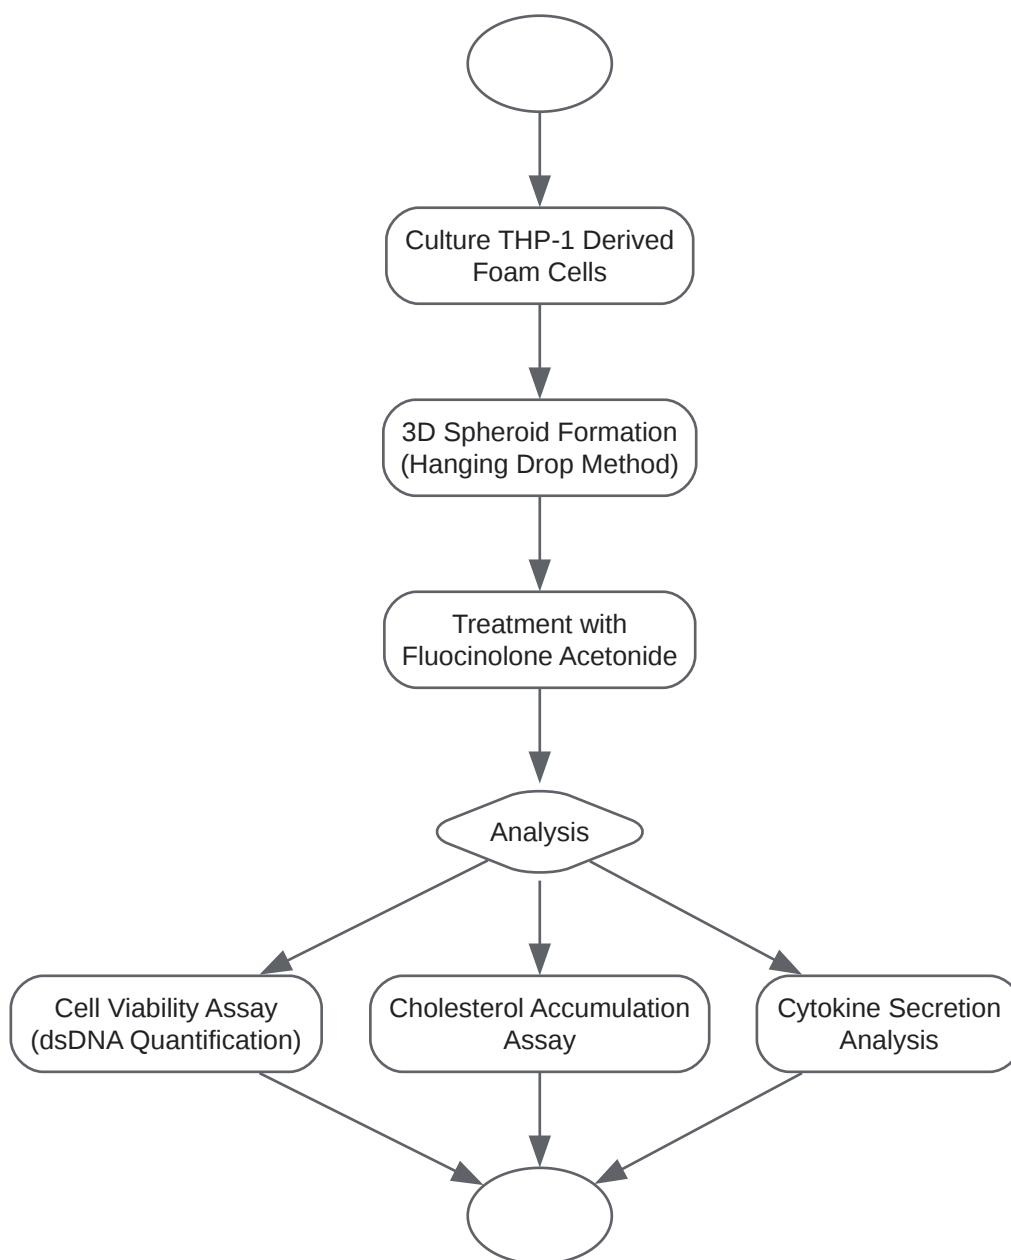 Culture THP-1 Derived
Foam Cells
3D Spheroid Formation
(Hanging Drop Method)
Treatment with
Fluocinolone Acetonide
Analysis
Cell Viability Assay
(dsDNA Quantification)
Cholesterol Accumulation
Assay
Cytokine Secretion
Analysis